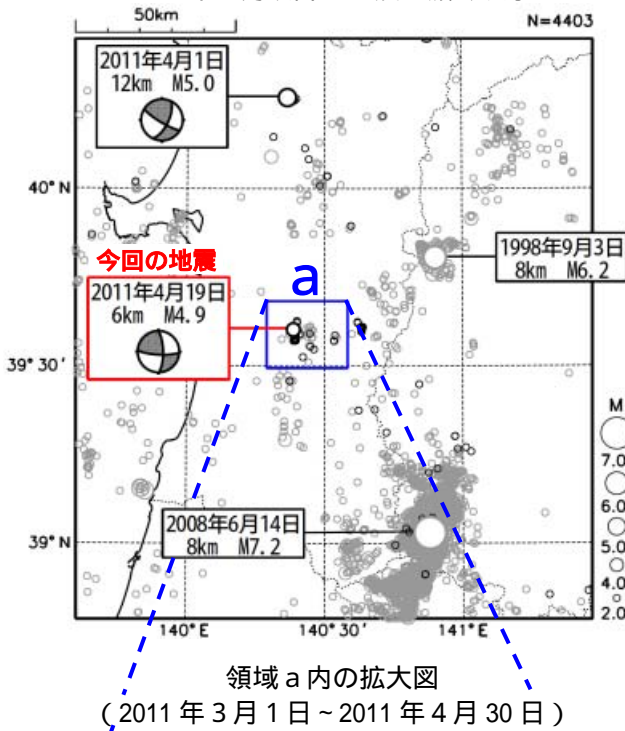 50km
N=4403
2011年4月1日
12km M5.0
40°N
1998年9月3日
8km M6.2
今回の地震
a
2011年4月19日
6km M4.9
39°30′
M
7.0
6.0
5.0
4.0
2.0
2008年6月14日
8km M7.2
39°N
140°E
140°30′
141°E
領域a内の拡大図
(2011年3月1日~2011年4月30日)